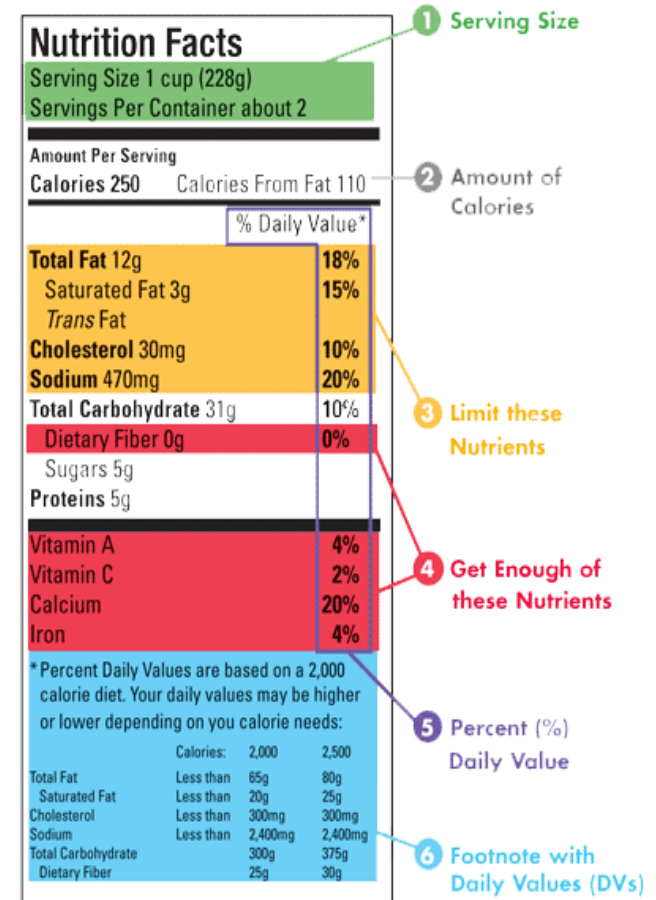 Nutrition Facts
Serving Size 1 cup (228g)
Servings Per Container about 2
Amount Per Serving
Calories 250 Calories From Fat 110
% Daily Value*
Total Fat 12g 18%
Saturated Fat 3g 15%
Trans Fat
Cholesterol 30mg 10%
Sodium 470mg 20%
Total Carbohydrate 31g 10%
Dietary Fiber 0g 0%
Sugars 5g
Proteins 5g
Vitamin A 4%
Vitamin C 2%
Calcium 20%
Iron 4%
* Percent Daily Values are based on a 2,000
calorie diet. Your daily values may be higher
or lower depending on you calorie needs:
Calories: 2,000 2,500
Total Fat Less than 65g 80g
Saturated Fat Less than 20g 25g
Cholesterol Less than 300mg 300mg
Sodium Less than 2,400mg 2,400mg
Total Carbohydrate 300g 375g
Dietary Fiber 25g 30g
1 Serving Size
2 Amount of
Calories
3 Limit these
Nutrients
4 Get Enough of
these Nutrients
5 Percent (%)
Daily Value
6 Footnote with
Daily Values (DVs)